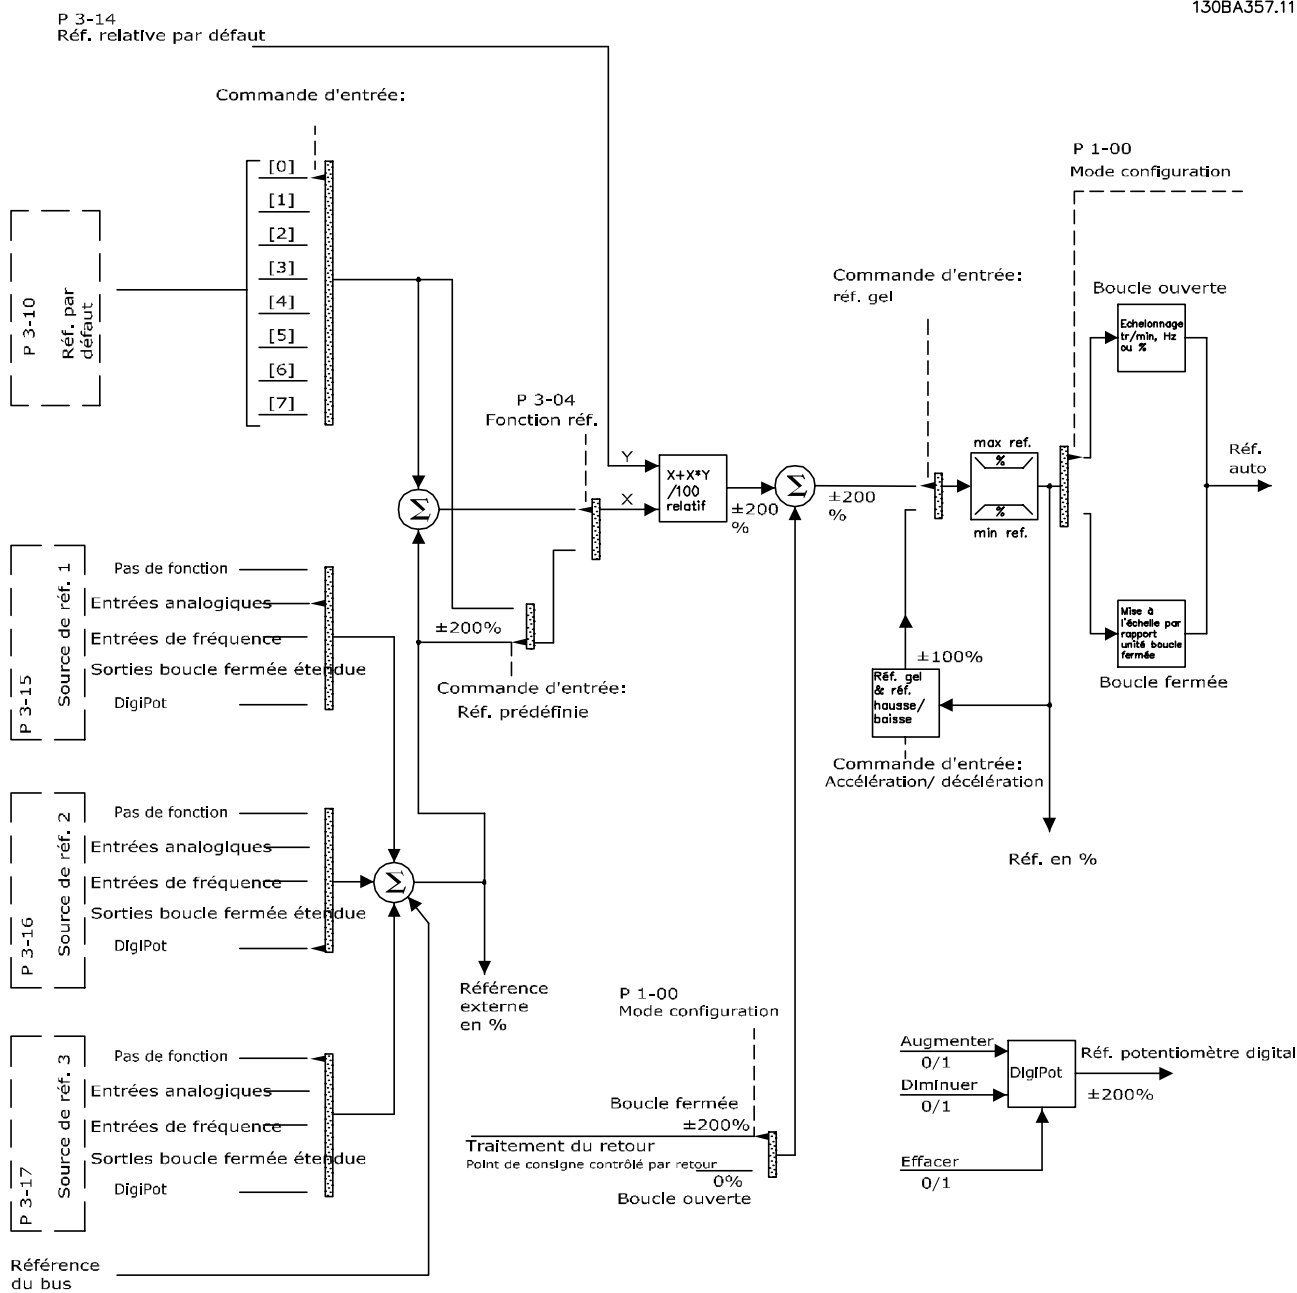 130BA357.11
P 3-14
Réf. relative par défaut
Commande d'entrée:
[0]
[1]
[2]
[3]
[4]
[5]
[6]
[7]
P 3-10
Réf. par
défaut
P 1-00
Mode configuration
Commande d'entrée:
réf. gel
Boucle ouverte
Echelonnage
tr/min, Hz
ou %
P 3-04
Fonction réf.
Y
X
X+X*Y
/100
relatif
±200
%
Σ
±200
%
max ref.
%
%
min ref.
Réf.
auto
Σ
P 3-15
Source de réf. 1
Pas de fonction
Entrées analogiques
Entrées de fréquence
Sorties boucle fermée étendue
DigiPot
±200%
Commande d'entrée:
Réf. prédéfinie
±100%
Réf. gel
& réf.
hausse/
baisse
Commande d'entrée:
Accélération/ décélération
Mise à
l'échelle par
rapport
unité boucle
fermée
Boucle fermée
Réf. en %
P 3-16
Source de réf. 2
Pas de fonction
Entrées analogiques
Entrées de fréquence
Sorties boucle fermée étendue
DigiPot
Σ
Référence
externe
en %
P 3-17
Source de réf. 3
Pas de fonction
Entrées analogiques
Entrées de fréquence
Sorties boucle fermée étendue
DigiPot
P 1-00
Mode configuration
Boucle fermée
±200%
Traitement du retour
Point de consigne contrôlé par retour
0%
Boucle ouverte
Augmenter
0/1
Diminuer
0/1
Effacer
0/1
DigiPot
Réf. potentiomètre digital
±200%
Référence
du bus